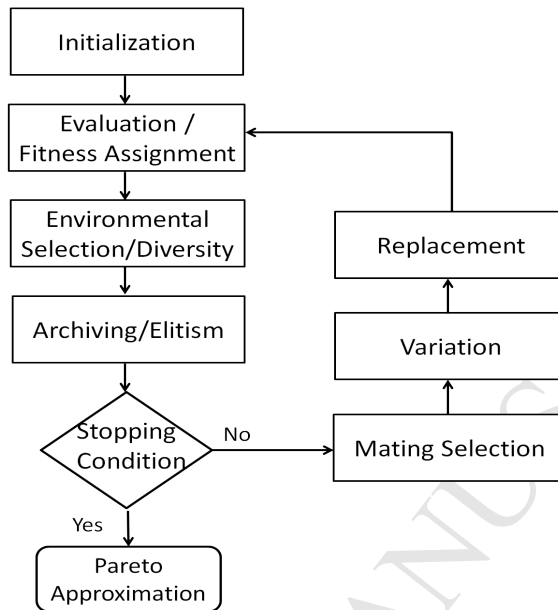 Initialization
Evaluation /
Fitness Assignment
Environmental
Selection/Diversity
Archiving/Elitism
Stopping
Condition
No
Yes
Pareto
Approximation
Replacement
Variation
Mating Selection